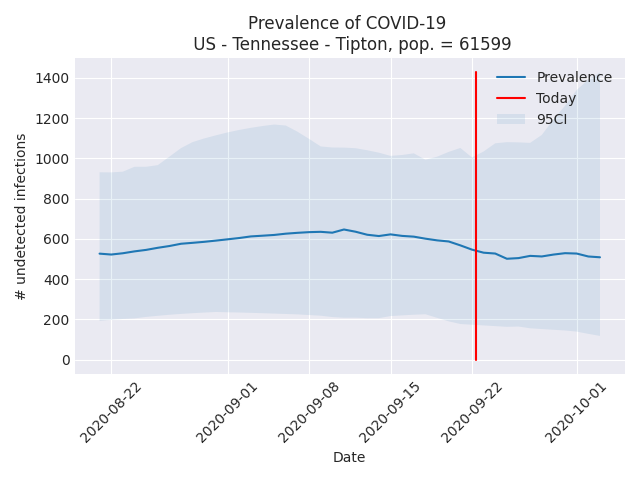 Prevalence of COVID-19
US - Tennessee - Tipton, pop. = 61599
# undetected infections
1400
1200
1000
800
600
400
200
0
Prevalence
Today
95CI
2020-08-22
2020-09-01
2020-09-08
2020-09-15
2020-09-22
2020-10-01
Date